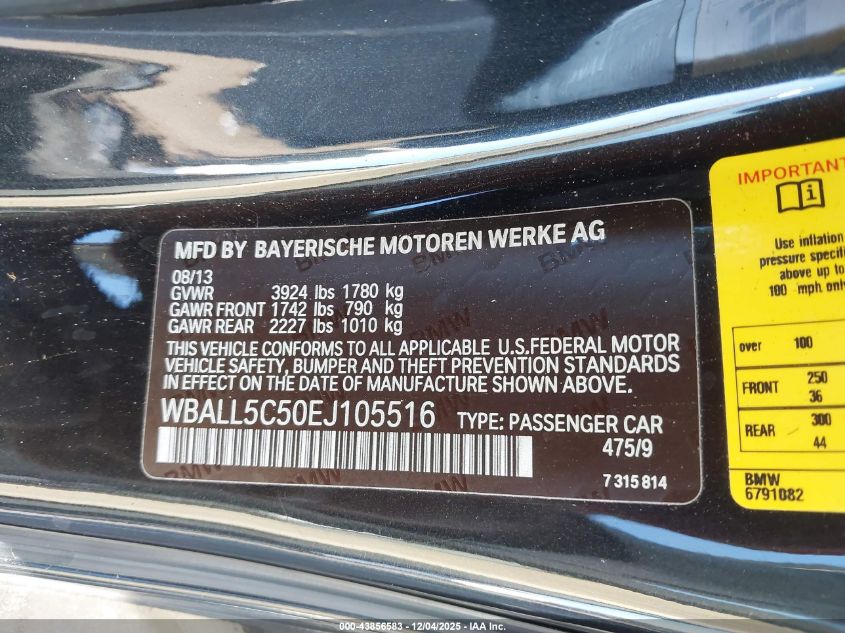 MFD BY BAYERISCHE MOTOREN WERKE AG
08/13
GVWR 3924 lbs 1780 kg
GAWR FRONT 1742 lbs 790 kg
GAWR REAR 2227 lbs 1010 kg
THIS VEHICLE CONFORMS TO ALL APPLICABLE U.S.FEDERAL MOTOR
VEHICLE SAFETY, BUMPER AND THEFT PREVENTION STANDARDS
IN EFFECT ON THE DATE OF MANUFACTURE SHOWN ABOVE.
WBALL5C50EJ105516 TYPE: PASSENGER CAR
475/9
7 315 814
IMPORTANT
Use inflation
pressure
above up to
100 mph only
over 100
FRONT 250
36
REAR 300
44
BMW
6791082
000-43856583 - 12/04/2025 - IAA Inc.